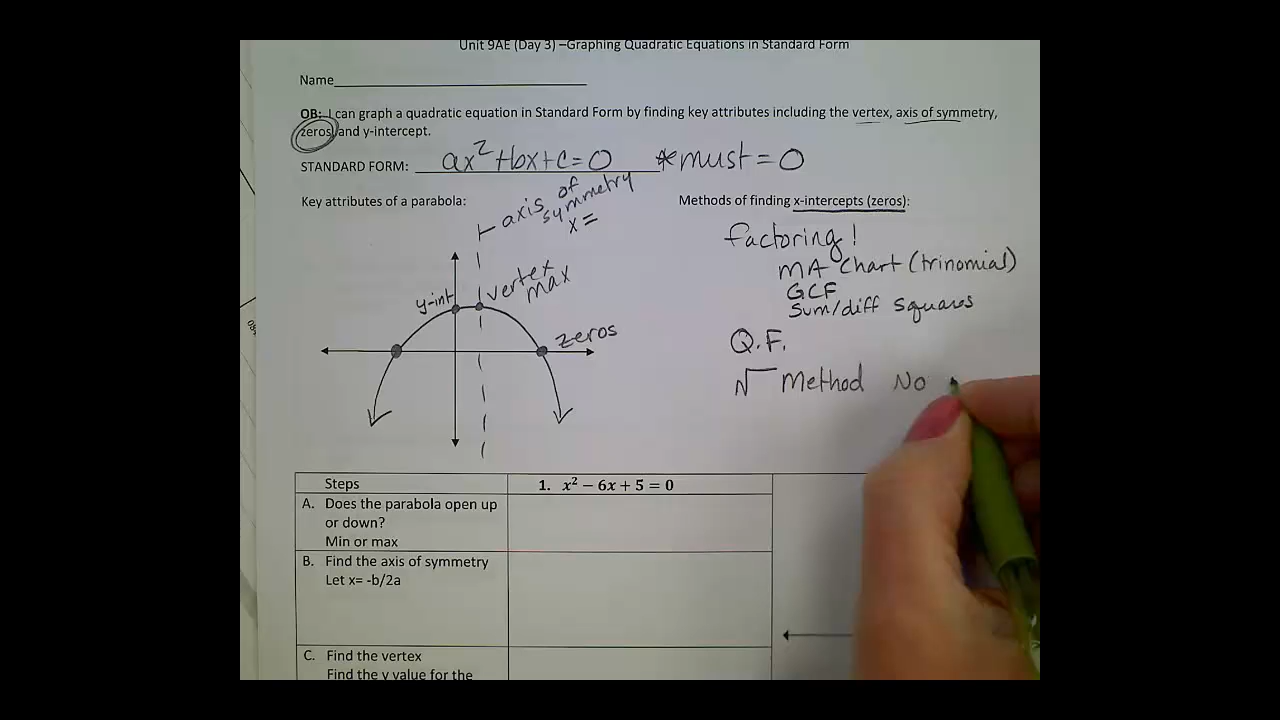 Unit 9AE (Day 3) –Graphing Quadratic Equations in Standard Form
Name
OB: I can graph a quadratic equation in Standard Form by finding key attributes including the vertex, axis of symmetry,
zeros, and y-intercept.
STANDARD FORM: ax² + bx + c = 0 *must = 0
Key attributes of a parabola:
axis of
symmetry
x =
y-int
vertex
max
zeros
Methods of finding x-intercepts (zeros):
factoring!
MA Chart (trinomial)
GCF
Sum/diff squares
Q.F.
√ Method No
Steps
1. x² − 6x + 5 = 0
A. Does the parabola open up
or down?
Min or max
B. Find the axis of symmetry
Let x= -b/2a
C. Find the vertex
Find the y value for the